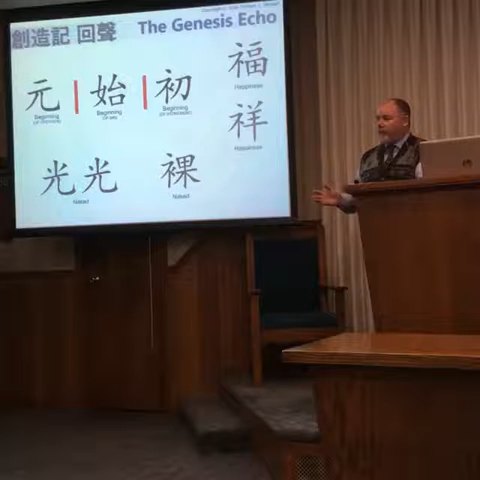 創造記 回聲 The Genesis Echo
元 | 始 | 初
Beginning
Beginning
Beginning
福
Happiness
祥
Happiness
光光
Naked
裸
Naked